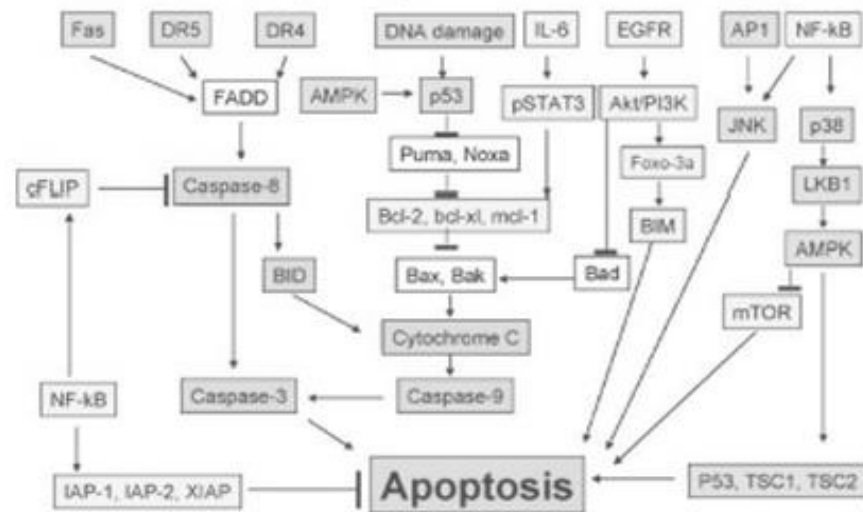 Fas DR5 DR4 DNA damage IL-6 EGFR AP1 NF-kB
FADD AMPK p53 pSTAT3 Akt/PI3K JNK p38
Puma, Noxa Foxo-3a
cFLIP Caspase-8 LKB1
Bcl-2, bcl-xl, mcl-1 BIM
AMPK
BID Bax, Bak Bad
mTOR
Cytochrome C
NF-kB Caspase-3 Caspase-9
IAP-1, IAP-2, XIAP Apoptosis P53, TSC1, TSC2